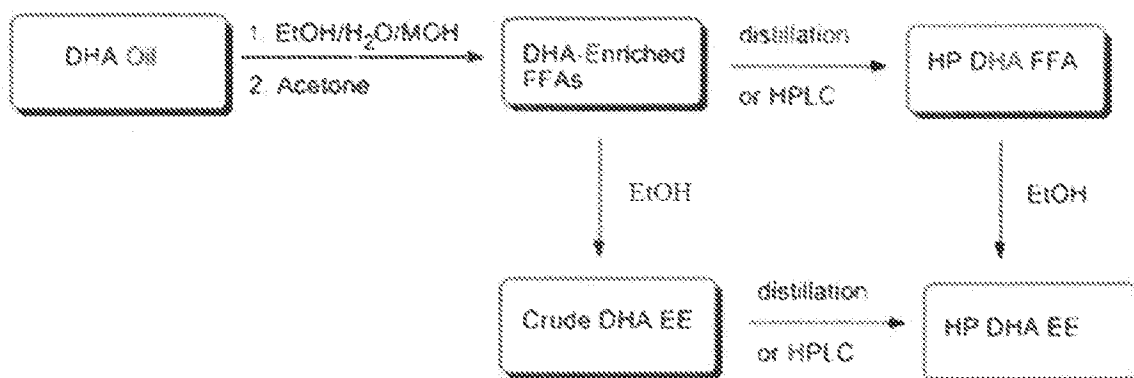 DHA Oil
1. EtOH/H2O/MOH
2. Acetone
DHA-Enriched
FFAs
distillation
or HPLC
HP DHA FFA
EtOH
EtOH
Crude DHA EE
distillation
or HPLC
HP DHA EE